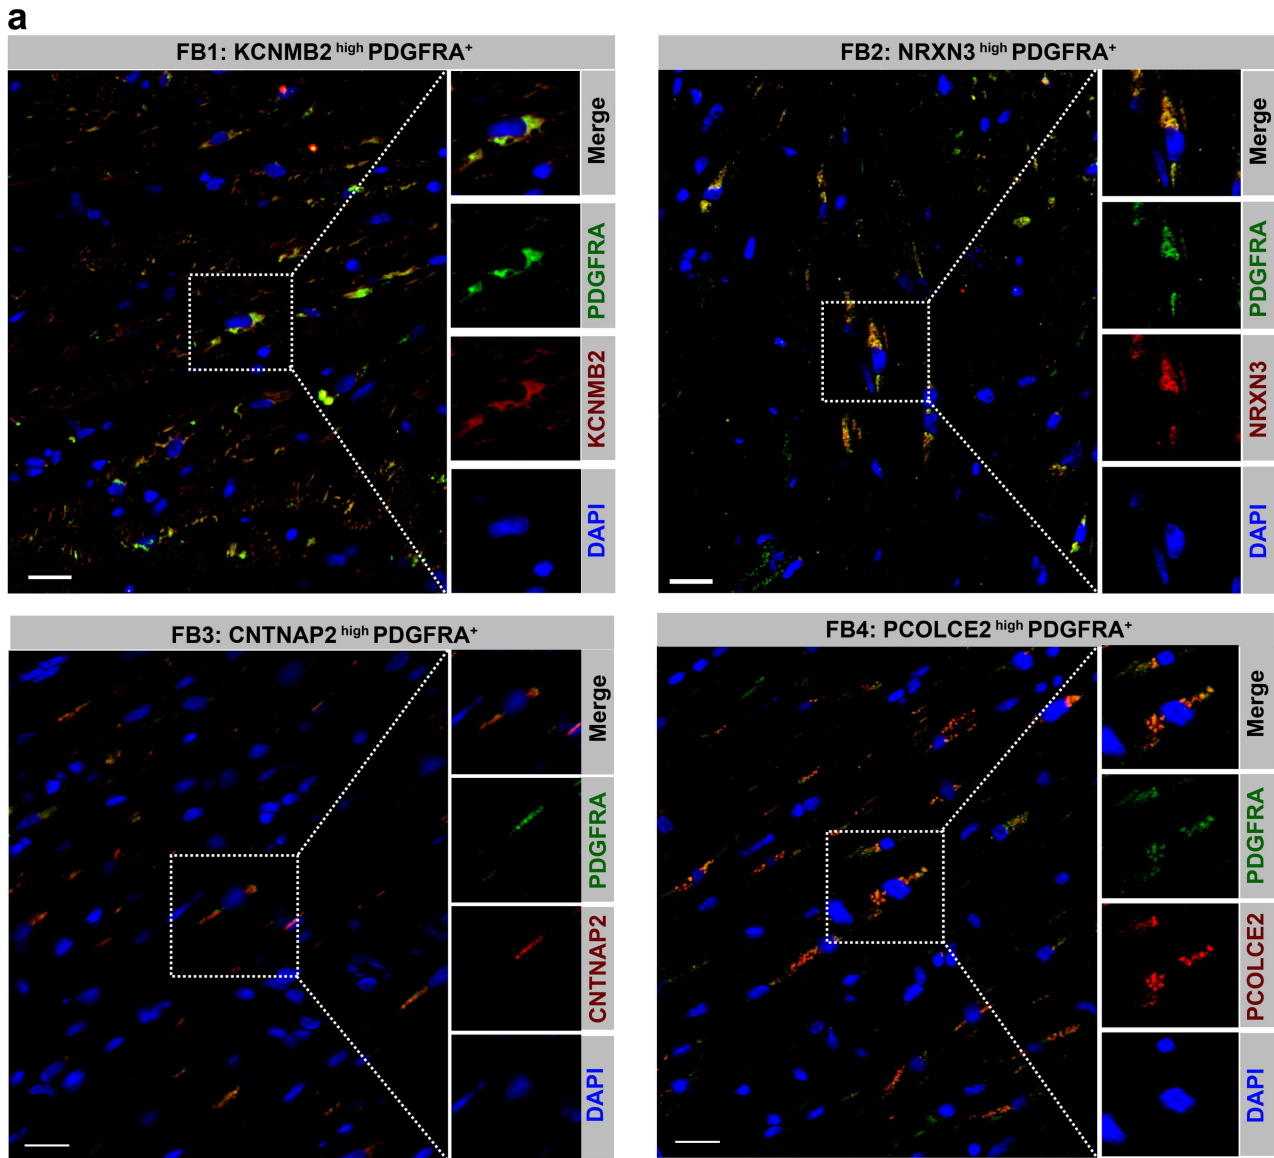 a
FB1: KCNMB2 high PDGFRA+
Merge
PDGFRA
KCNMB2
DAPI
FB2: NRXN3 high PDGFRA+
Merge
PDGFRA
NRXN3
DAPI
FB3: CNTNAP2 high PDGFRA+
Merge
PDGFRA
CNTNAP2
DAPI
FB4: PCOLCE2 high PDGFRA+
Merge
PDGFRA
PCOLCE2
DAPI